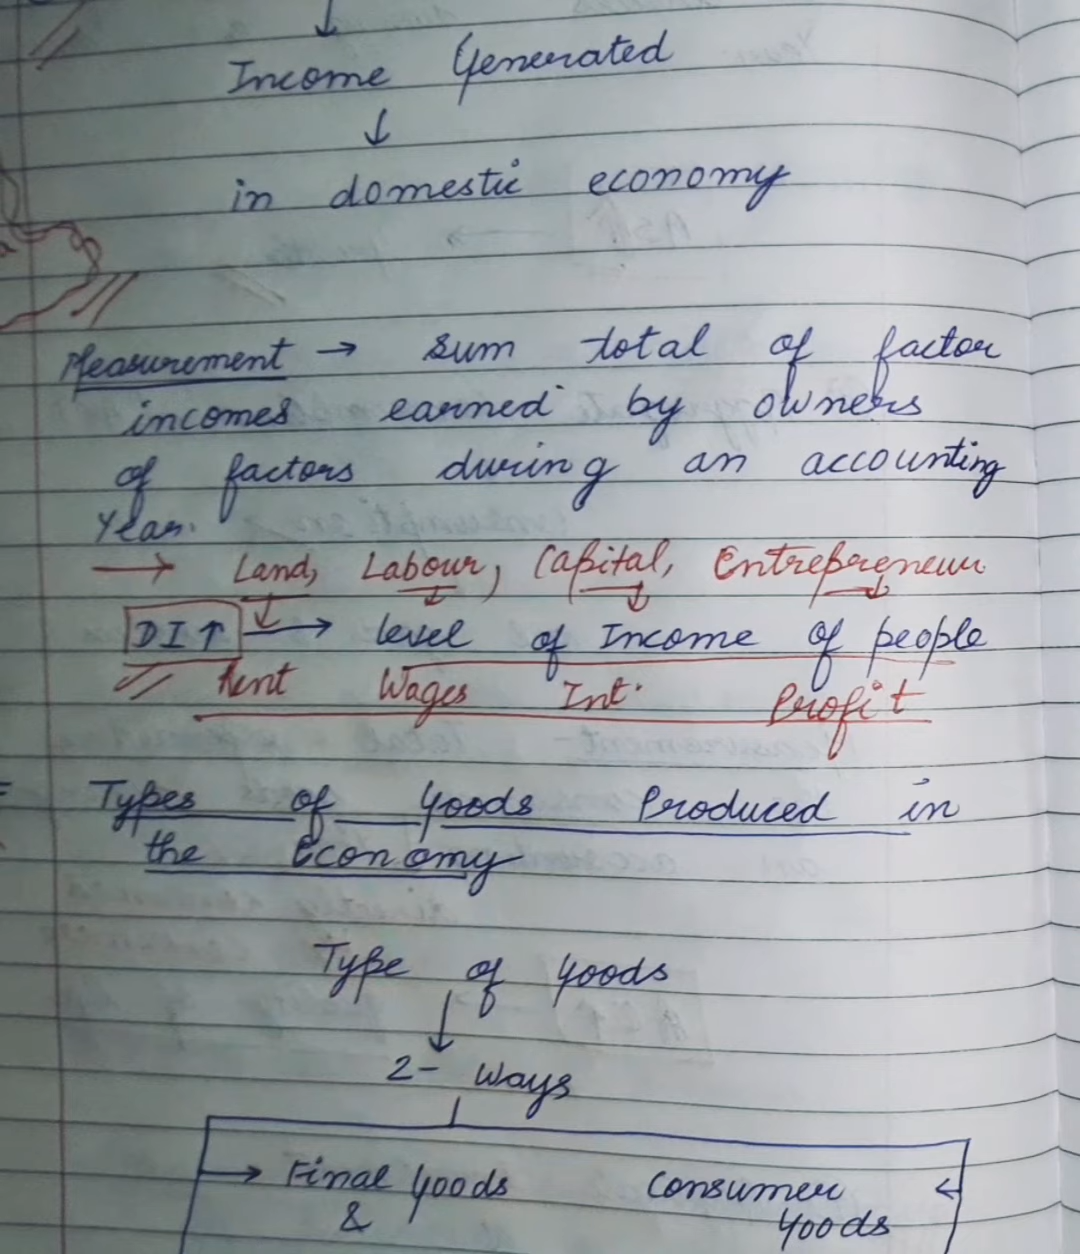 ↓
Income Generated
↓
in domestic economy
Measurement → sum total of factor
incomes earned by owners
of factors during an accounting
Year.
→ Land, Labour, Capital, Entrepreneur
DI↑ → level of Income of people
Rent Wages Int. Profit
Types of Goods Produced in
the Economy
Type of Goods
↓
2- Ways
→ Final Goods Consumer ←
& Goods